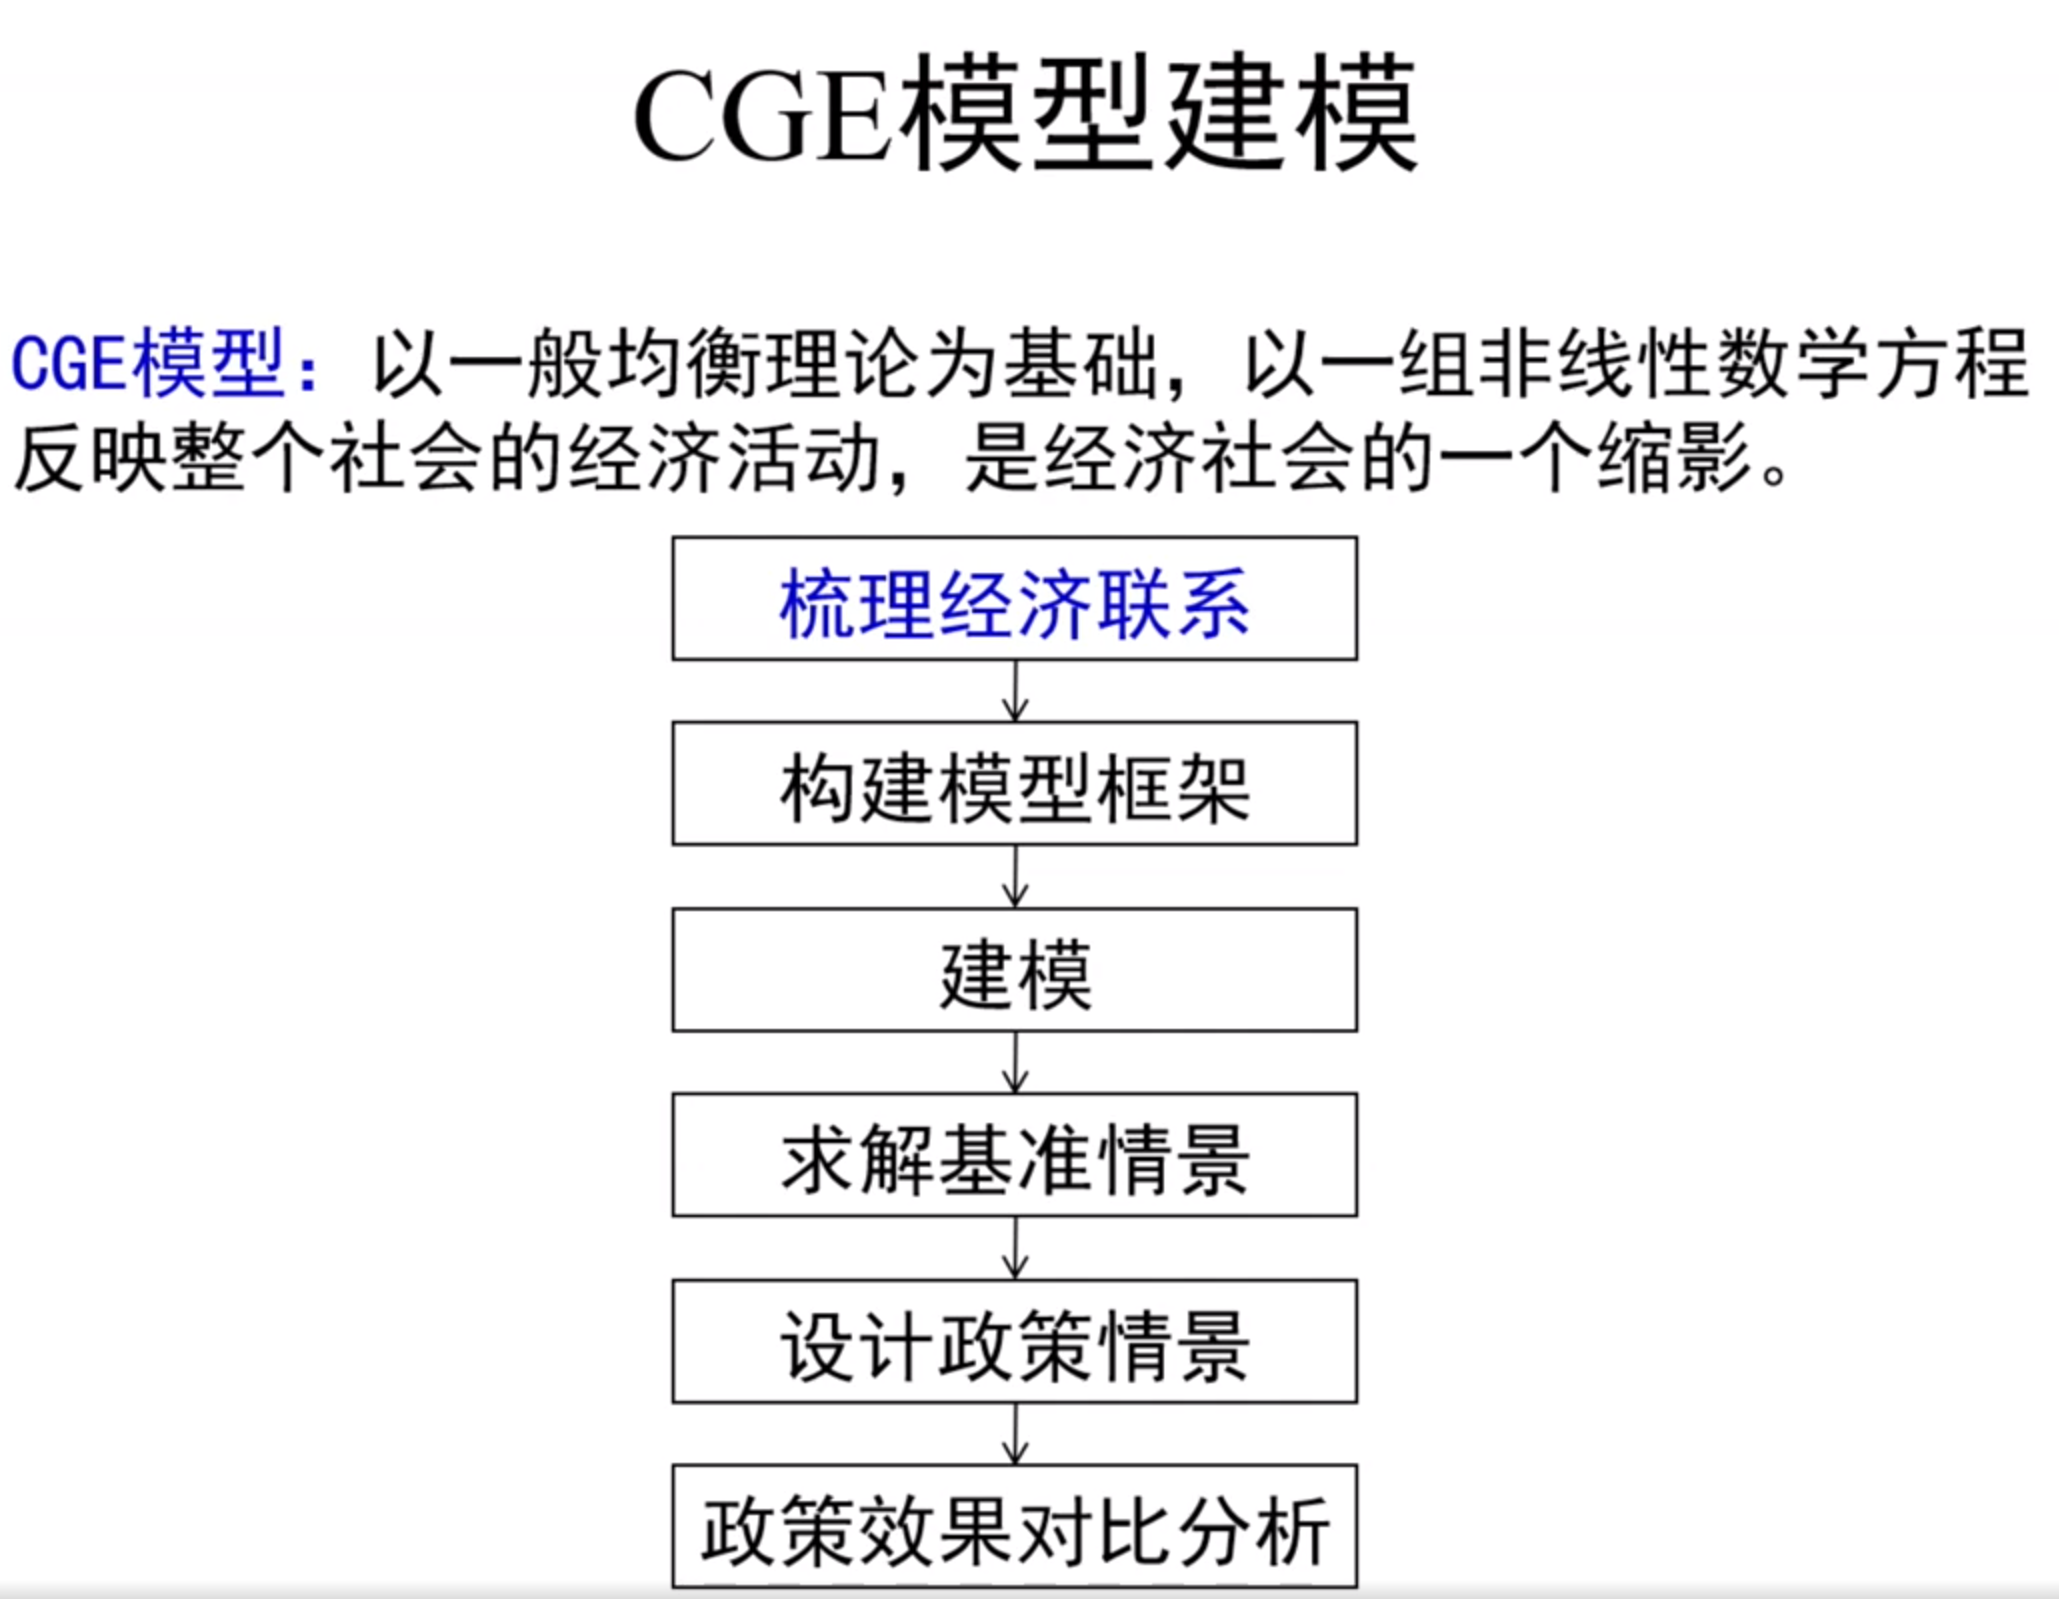 CGE模型建模
CGE模型：以一般均衡理论为基础，以一组非线性数学方程
反映整个社会的经济活动，是经济社会的一个缩影。
梳理经济联系
构建模型框架
建模
求解基准情景
设计政策情景
政策效果对比分析